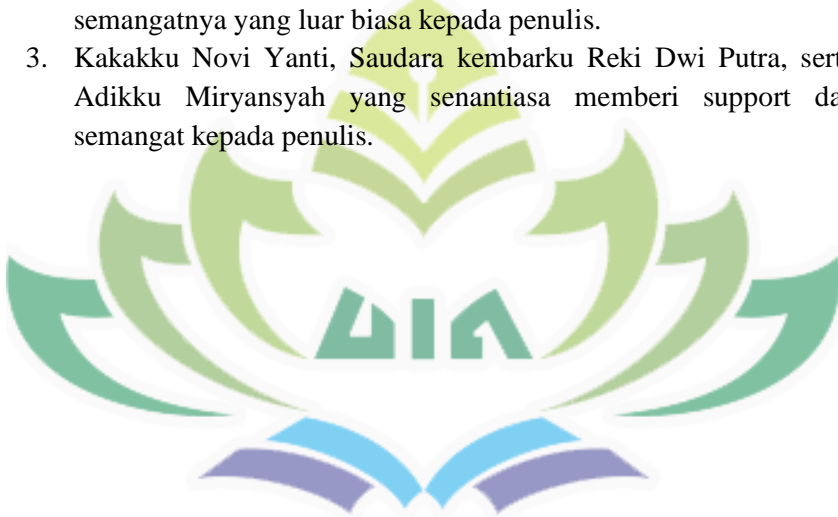 semangatnya yang luar biasa kepada penulis.
3. Kakakku Novi Yanti, Saudara kembarku Reki Dwi Putra, sert
Adikku Miryansyah yang senantiasa memberi support da
semangat kepada penulis.
UIN